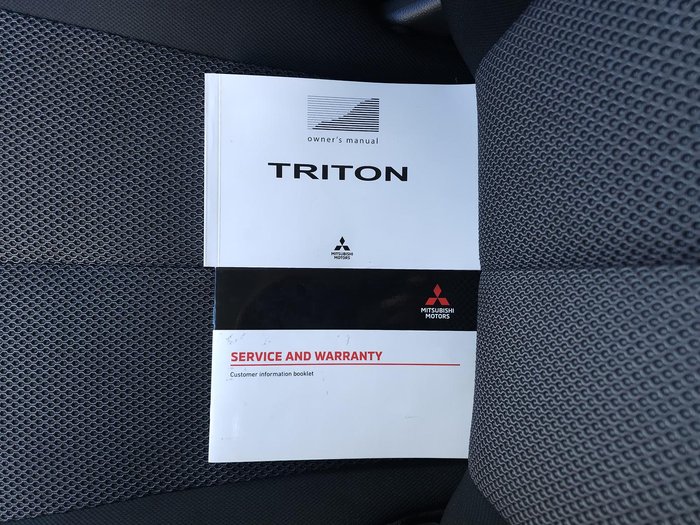 owner's manual
TRITON
MITSUBISHI
MOTORS
MITSUBISHI
MOTORS
SERVICE AND WARRANTY
Customer information booklet